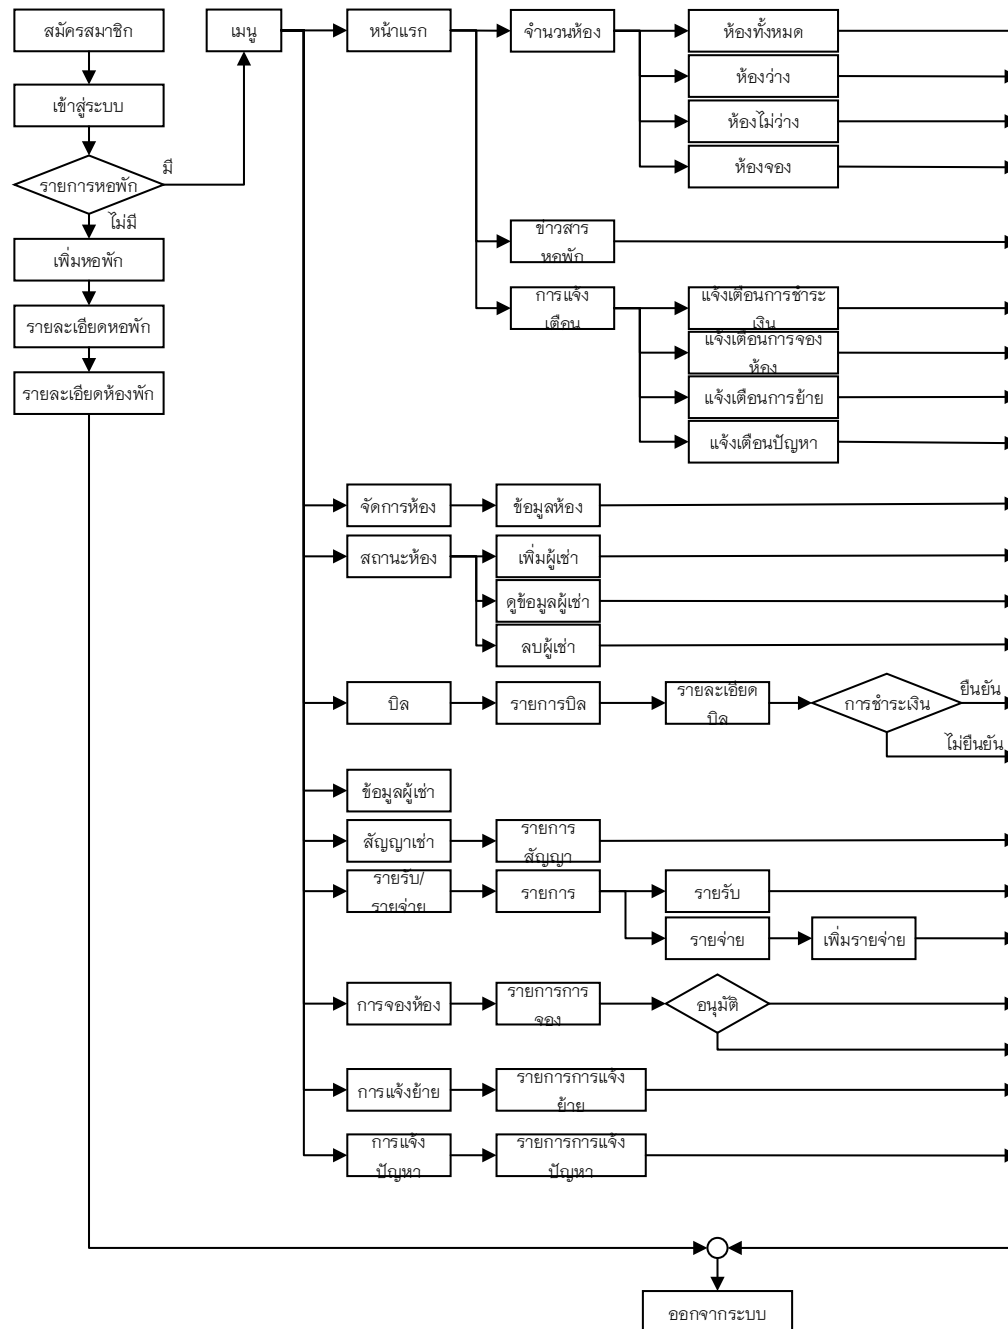 สมัครสมาชิก
เมนู
หน้าแรก
จำนวนห้อง
ห้องทั้งหมด
ห้องว่าง
ห้องไม่ว่าง
ห้องจอง
เข้าสู่ระบบ
รายการหอพัก
มี
ไม่มี
เพิ่มหอพัก
รายละเอียดหอพัก
รายละเอียดห้องพัก
ข่าวสาร
หอพัก
การแจ้ง
เตือน
แจ้งเตือนการชำระ
เงิน
แจ้งเตือนการจอง
ห้อง
แจ้งเตือนการย้าย
แจ้งเตือนปัญหา
จัดการห้อง
ข้อมูลห้อง
สถานะห้อง
เพิ่มผู้เช่า
ดูข้อมูลผู้เช่า
ลบผู้เช่า
บิล
รายการบิล
รายละเอียด
บิล
การชำระเงิน
ยืนยัน
ไม่ยืนยัน
ข้อมูลผู้เช่า
สัญญาเช่า
รายการ
สัญญา
รายรับ/
รายจ่าย
รายการ
รายรับ
รายจ่าย
เพิ่มรายจ่าย
การจองห้อง
รายการการ
จอง
อนุมัติ
การแจ้งย้าย
รายการการแจ้ง
ย้าย
การแจ้ง
ปัญหา
รายการการแจ้ง
ปัญหา
ออกจากระบบ